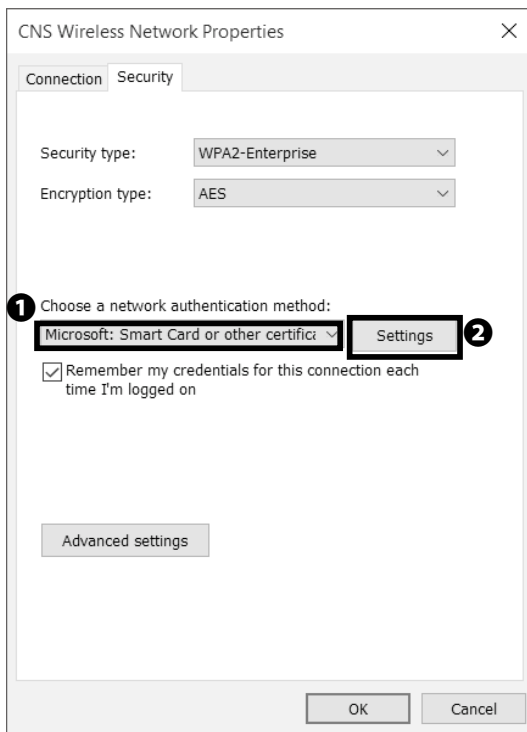 CNS Wireless Network Properties
Connection Security
Security type: WPA2-Enterprise
Encryption type: AES
❶ Choose a network authentication method:
Microsoft: Smart Card or other certifica Settings ❷
Remember my credentials for this connection each
time I'm logged on
Advanced settings
OK Cancel